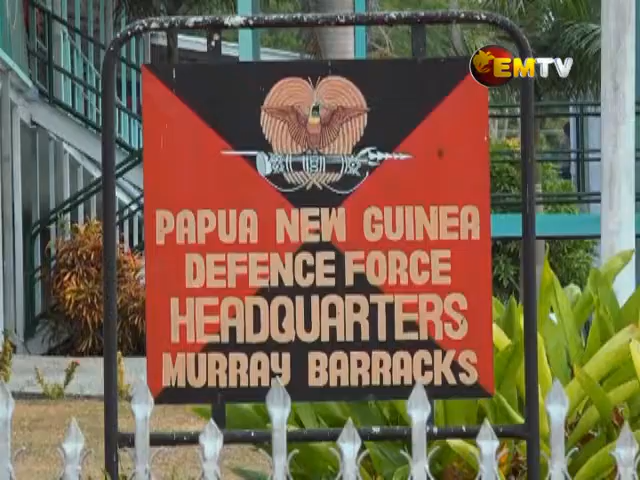 EMTV
PAPUA NEW GUINEA
DEFENCE FORCE
HEADQUARTERS
MURRAY BARRACKS